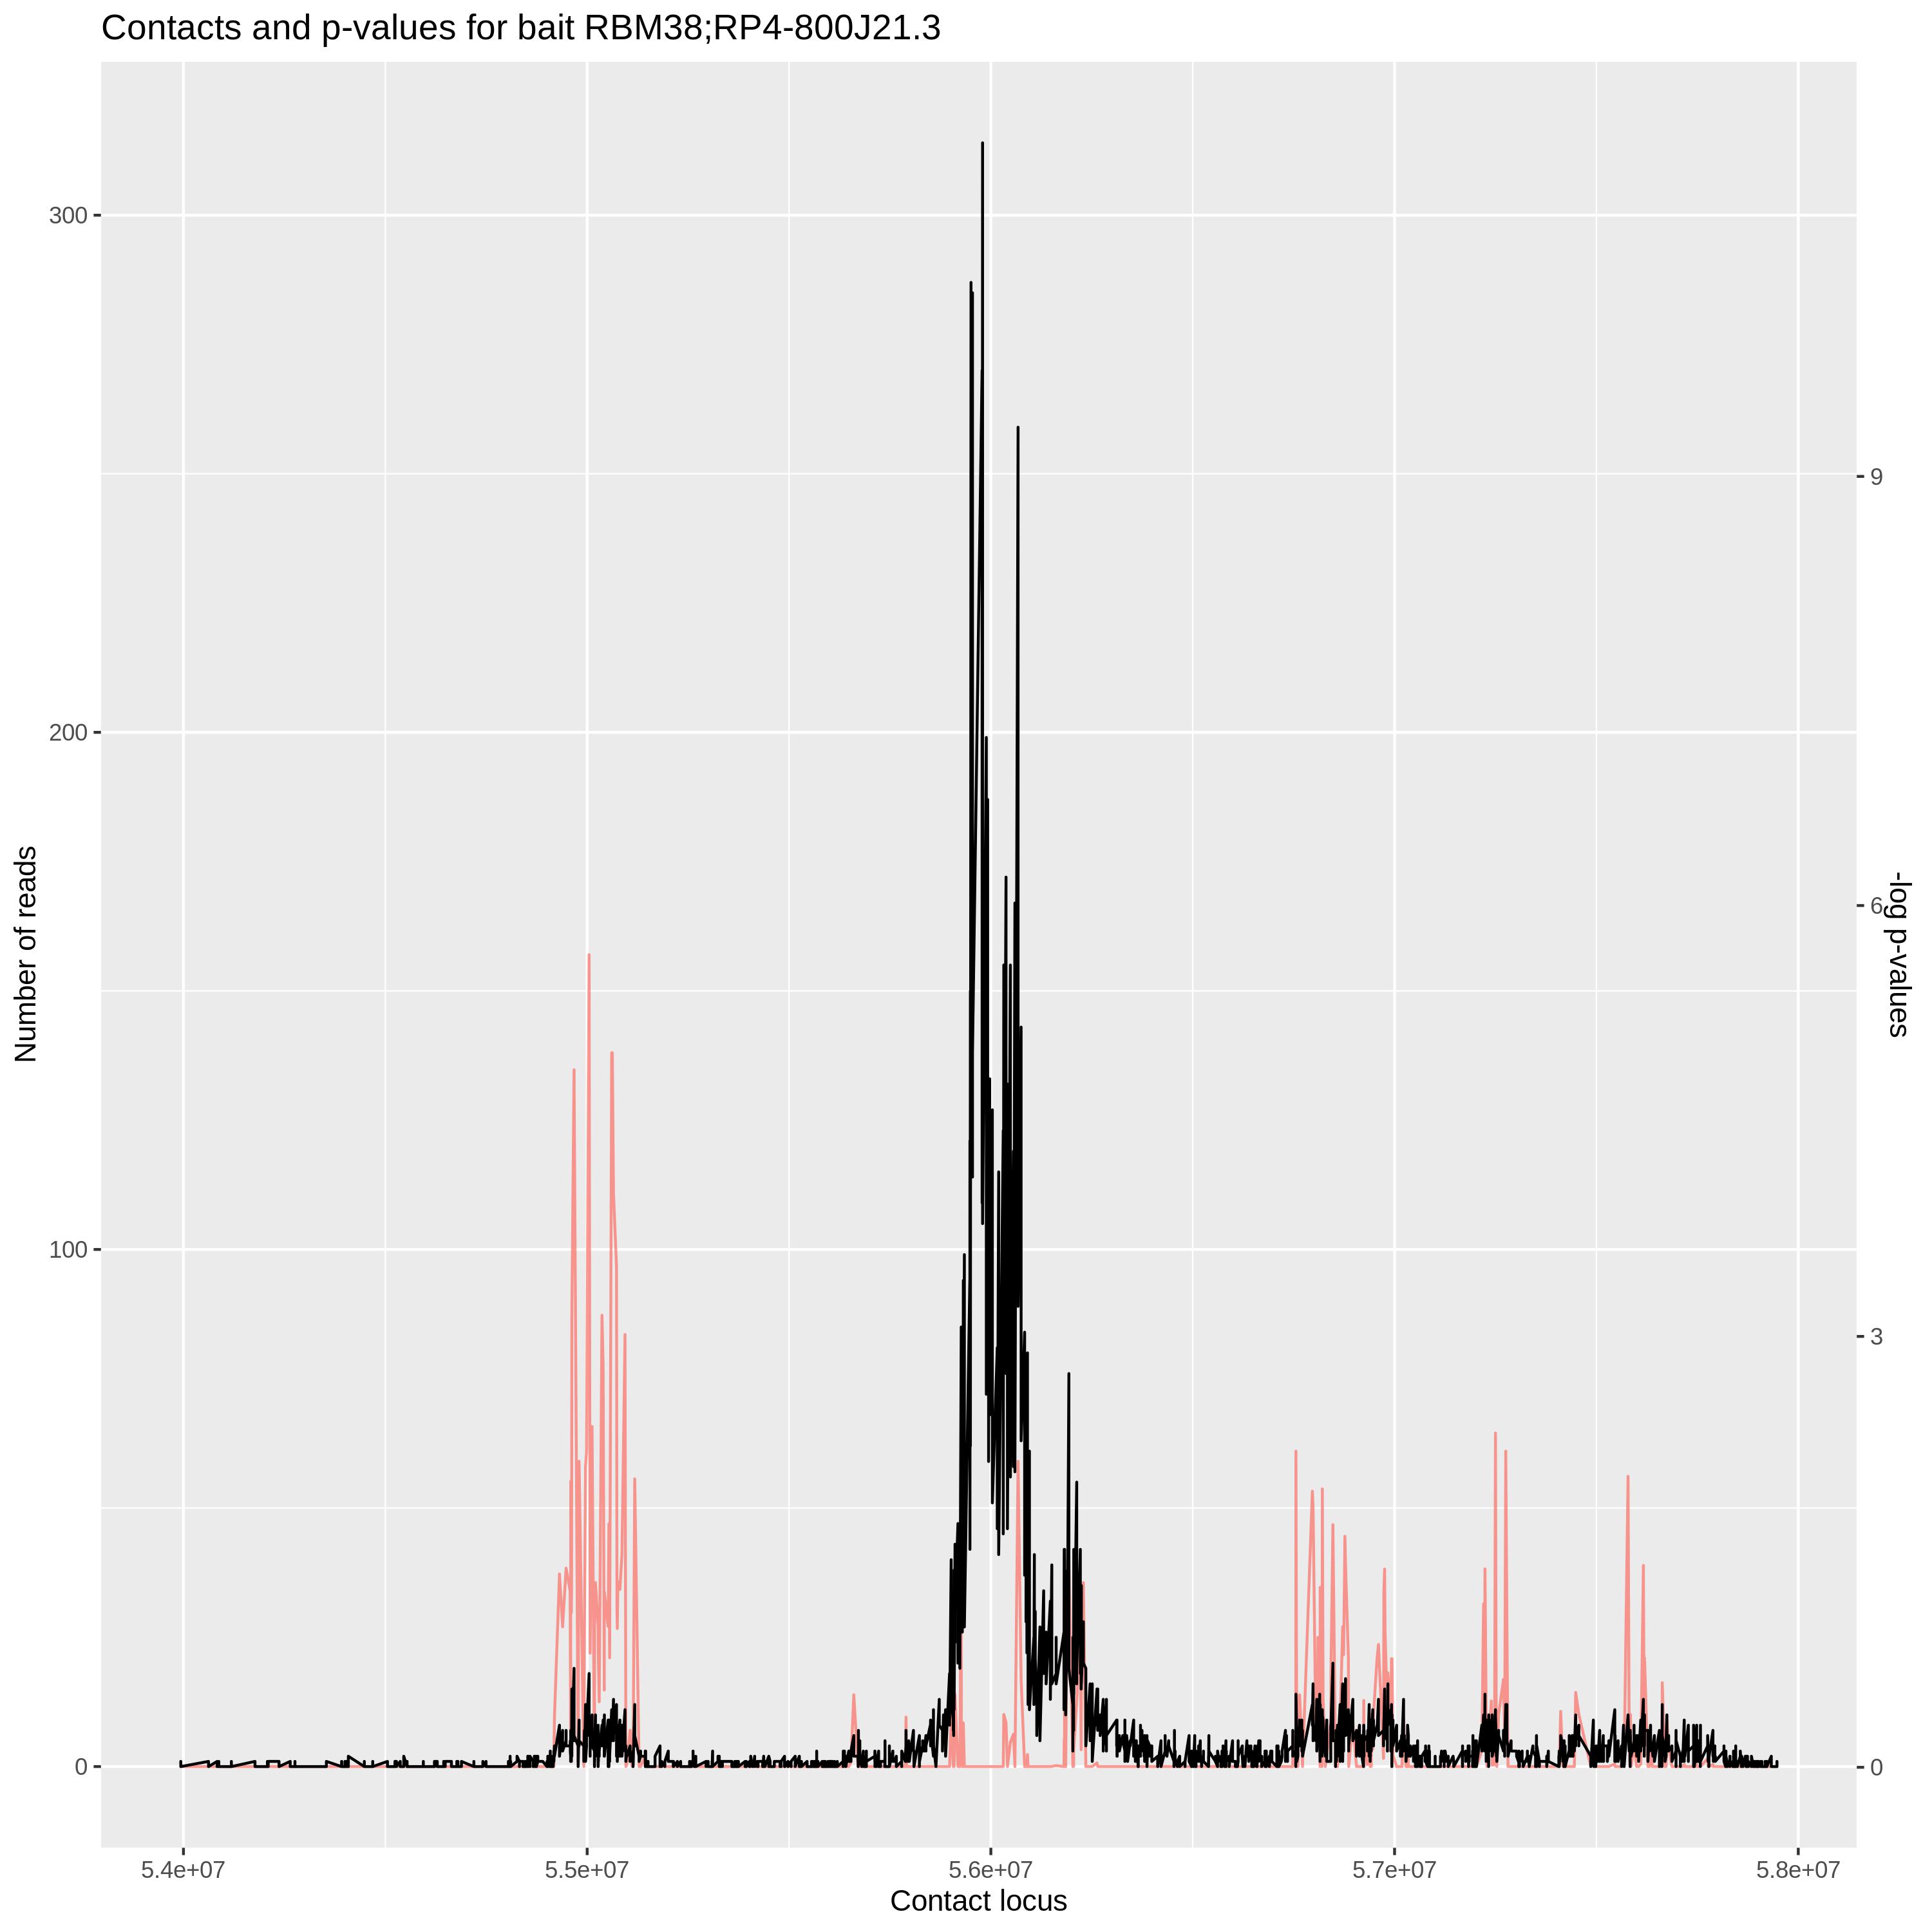 Contacts and p-values for bait RBM38;RP4-800J21.3
300
200
100
0
9
6
3
0
Number of reads
-log p-values
5.4e+07
5.5e+07
5.6e+07
5.7e+07
5.8e+07
Contact locus